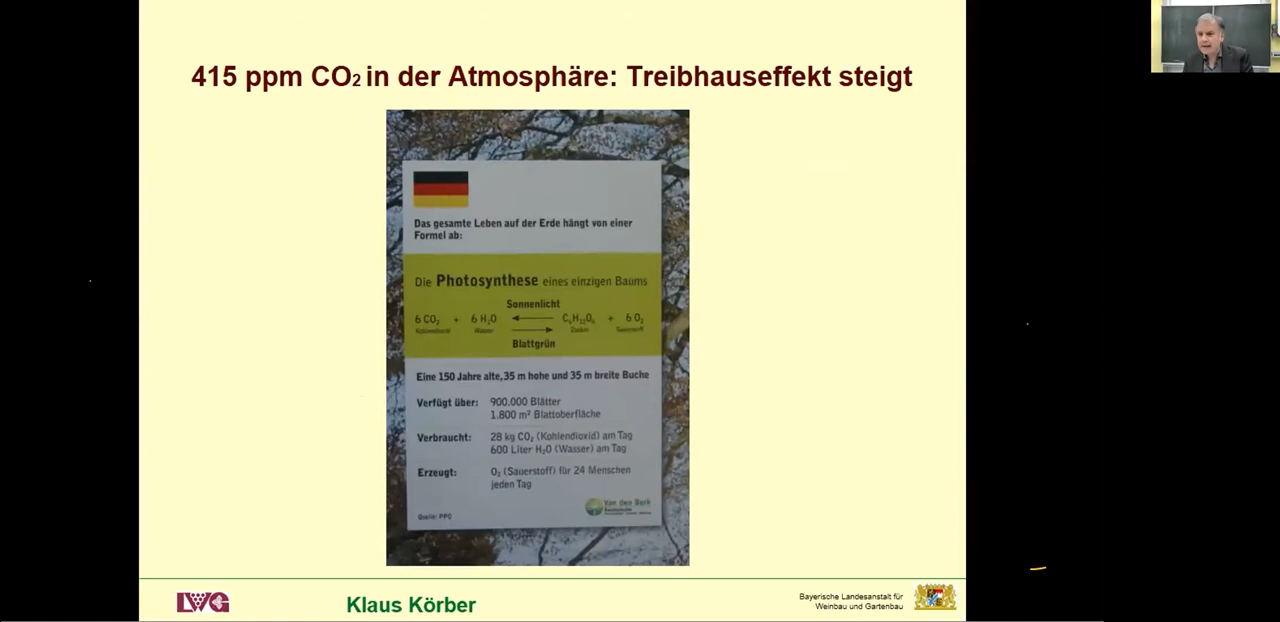 415 ppm CO₂ in der Atmosphäre: Treibhauseffekt steigt
Das gesamte Leben auf der Erde hängt von einer
Formel ab:
Die Photosynthese eines einzigen Baums
Sonnenlicht
6 CO₂ + 6 H₂O C₆H₁₂O₆ + 6 O₂
Kohlendioxid Wasser Zucker Sauerstoff
Blattgrün
Eine 150 Jahre alte, 35 m hohe und 35 m breite Buche
Verfügt über: 900.000 Blätter
1.800 m² Blattoberfläche
Verbraucht: 28 kg CO₂ (Kohlendioxid) am Tag
600 Liter H₂O (Wasser) am Tag
Erzeugt: O₂ (Sauerstoff) für 24 Menschen
jeden Tag
Van den Berk
Quelle: PPO
LWG
Klaus Körber
Bayerische Landesanstalt für
Weinbau und Gartenbau